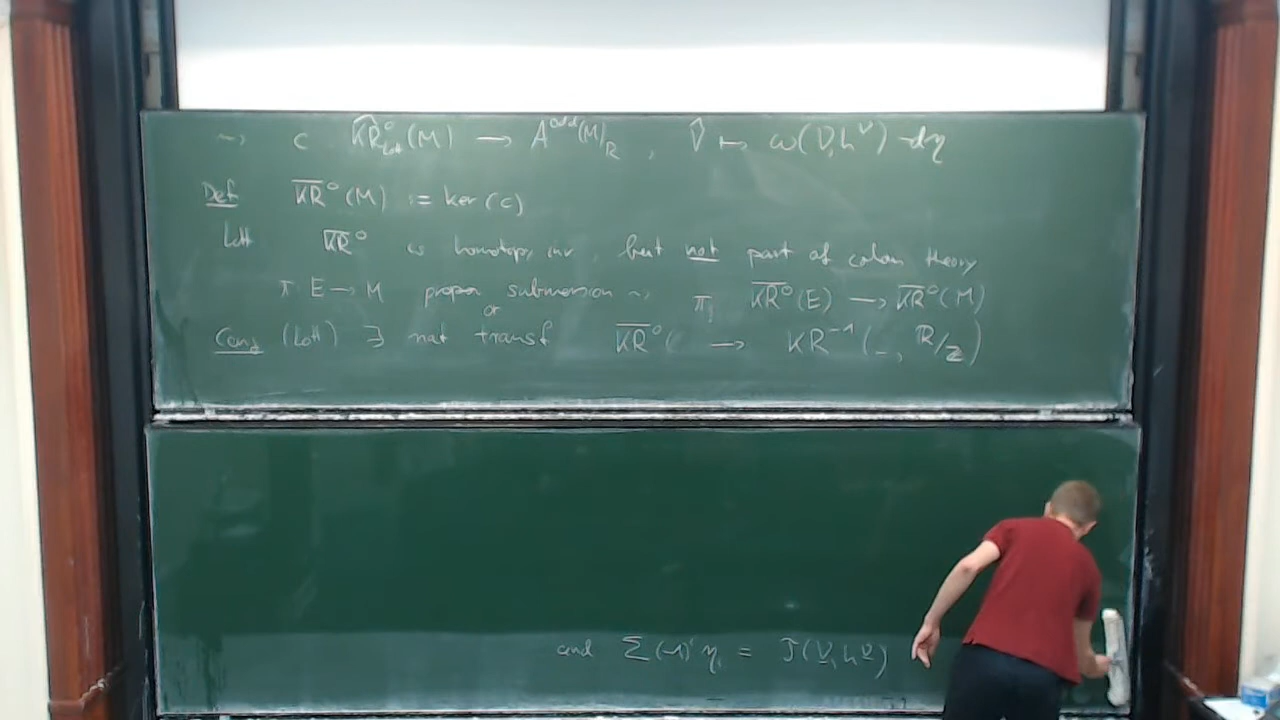 ⇝ c \widehat{KR}^0_{Lott}(M) → A^{odd}(M)/_R , \hat{V} ↦ ω(V,h^V) - dη
Def \overline{KR}^0(M) := ker(c)
Lott \overline{KR}^0 is homotopy inv, but not part of cohom theory
π E → M proper submersion ⇝ π_! \overline{KR}^0(E) → \overline{KR}^0(M)
or
Conj (Lott) ∃ nat transf \overline{KR}^0( → KR^{-1}(_, R/Z)
and Σ(-1)^i η_i = T(V,h^V)